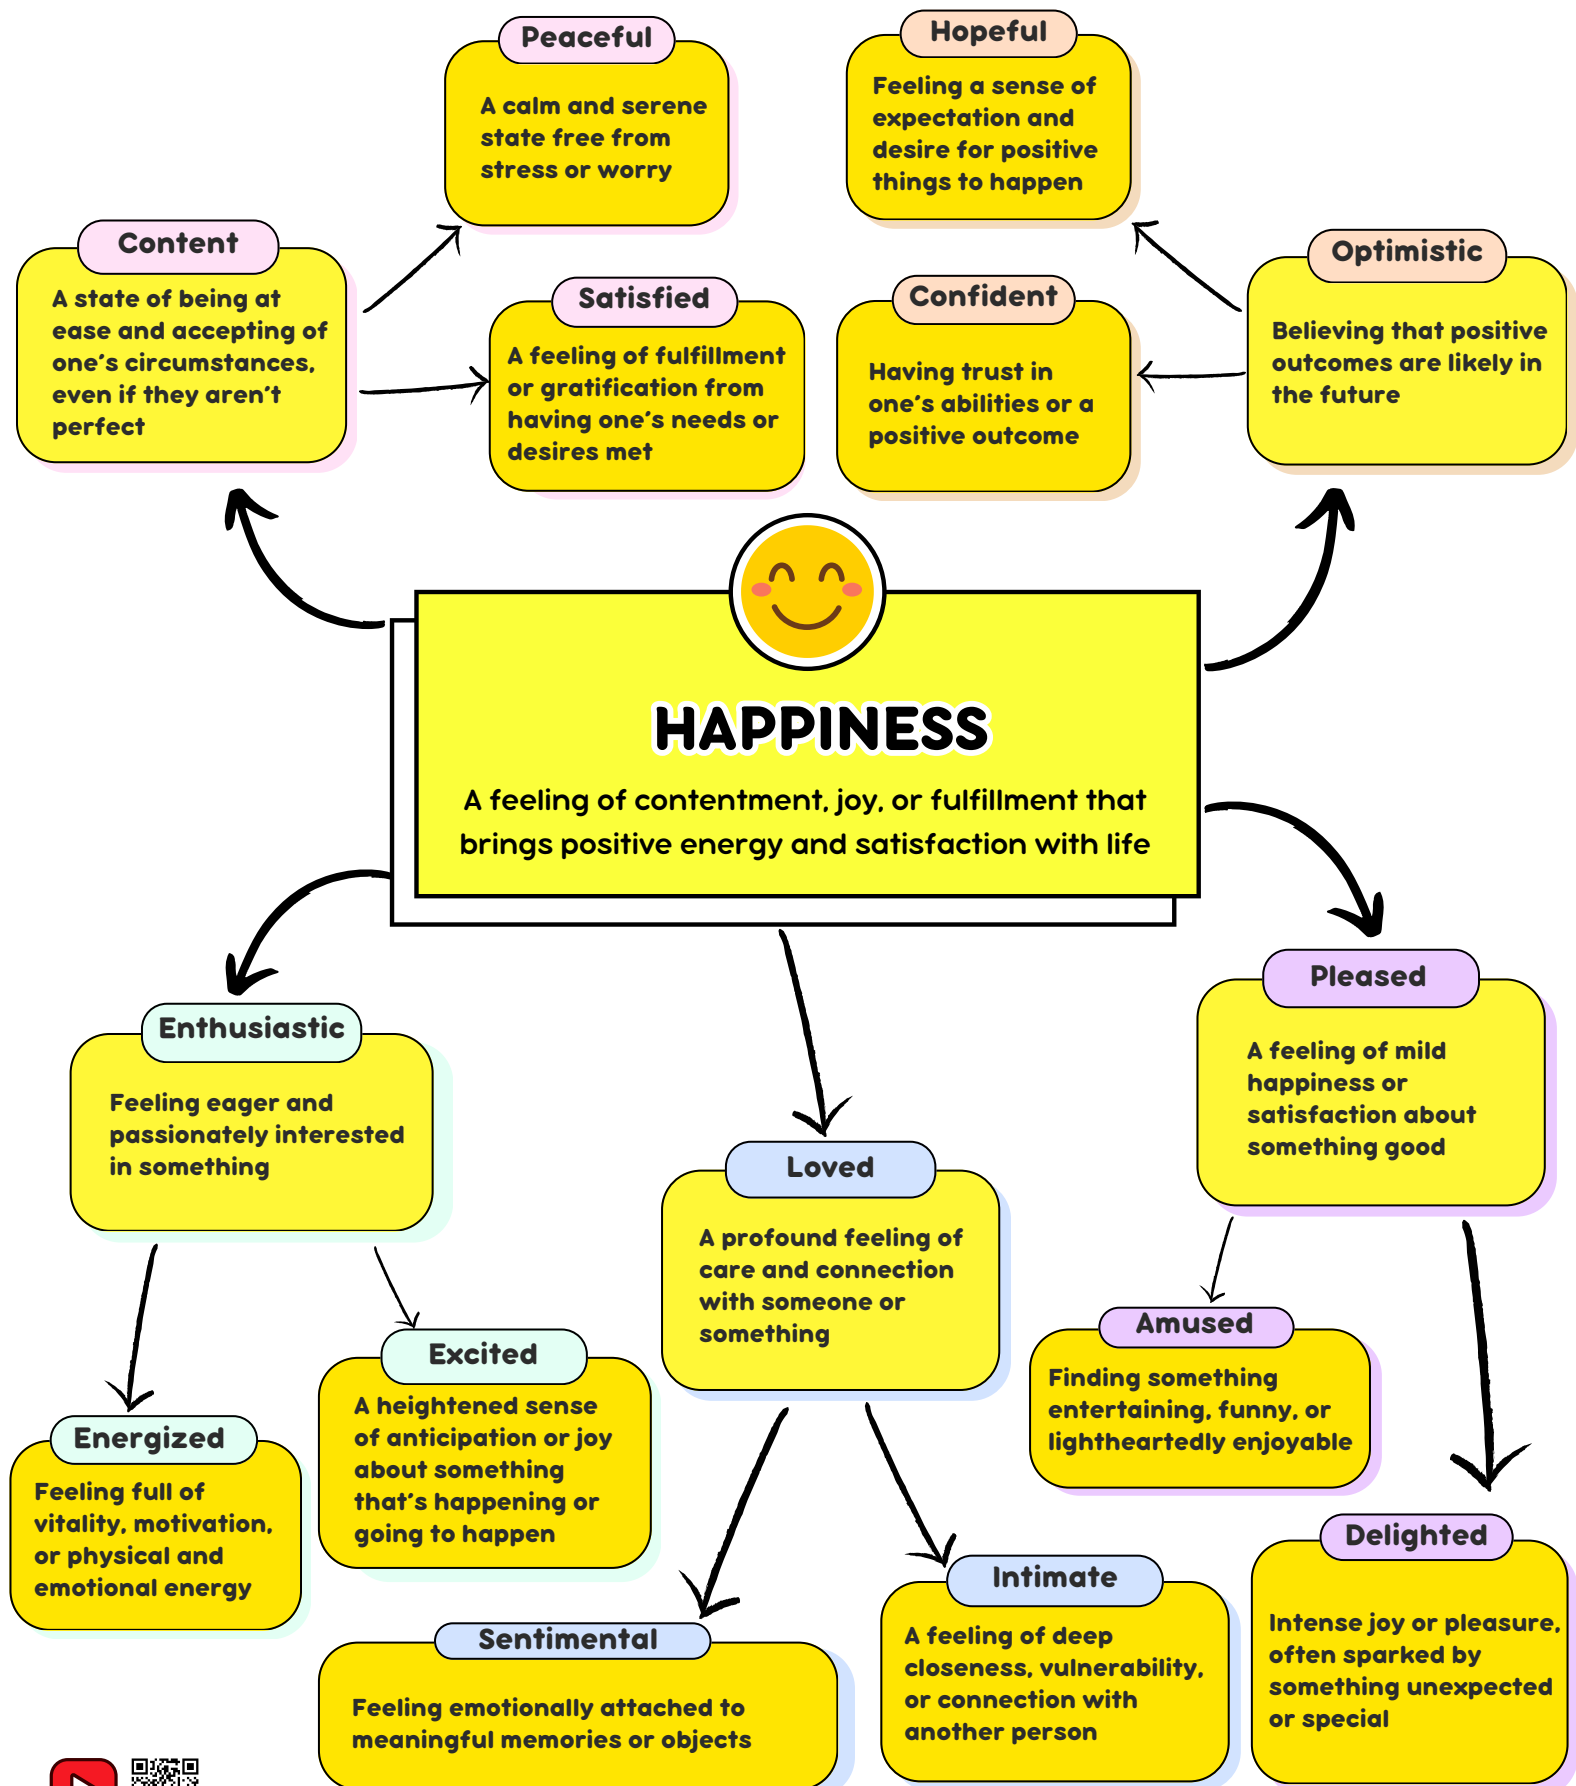 Peaceful
A calm and serene
state free from
stress or worry
Hopeful
Feeling a sense of
expectation and
desire for positive
things to happen
Content
A state of being at
ease and accepting of
one's circumstances,
even if they aren't
perfect
Satisfied
A feeling of fulfillment
or gratification from
having one's needs or
desires met
Confident
Having trust in
one's abilities or a
positive outcome
Optimistic
Believing that positive
outcomes are likely in
the future
HAPPINESS
A feeling of contentment, joy, or fulfillment that
brings positive energy and satisfaction with life
Enthusiastic
Feeling eager and
passionately interested
in something
Loved
A profound feeling of
care and connection
with someone or
something
Pleased
A feeling of mild
happiness or
satisfaction about
something good
Energized
Feeling full of
vitality, motivation,
or physical and
emotional energy
Excited
A heightened sense
of anticipation or joy
about something
that's happening or
going to happen
Amused
Finding something
entertaining, funny, or
lightheartedly enjoyable
Sentimental
Feeling emotionally attached to
meaningful memories or objects
Intimate
A feeling of deep
closeness, vulnerability,
or connection with
another person
Delighted
Intense joy or pleasure,
often sparked by
something unexpected
or special